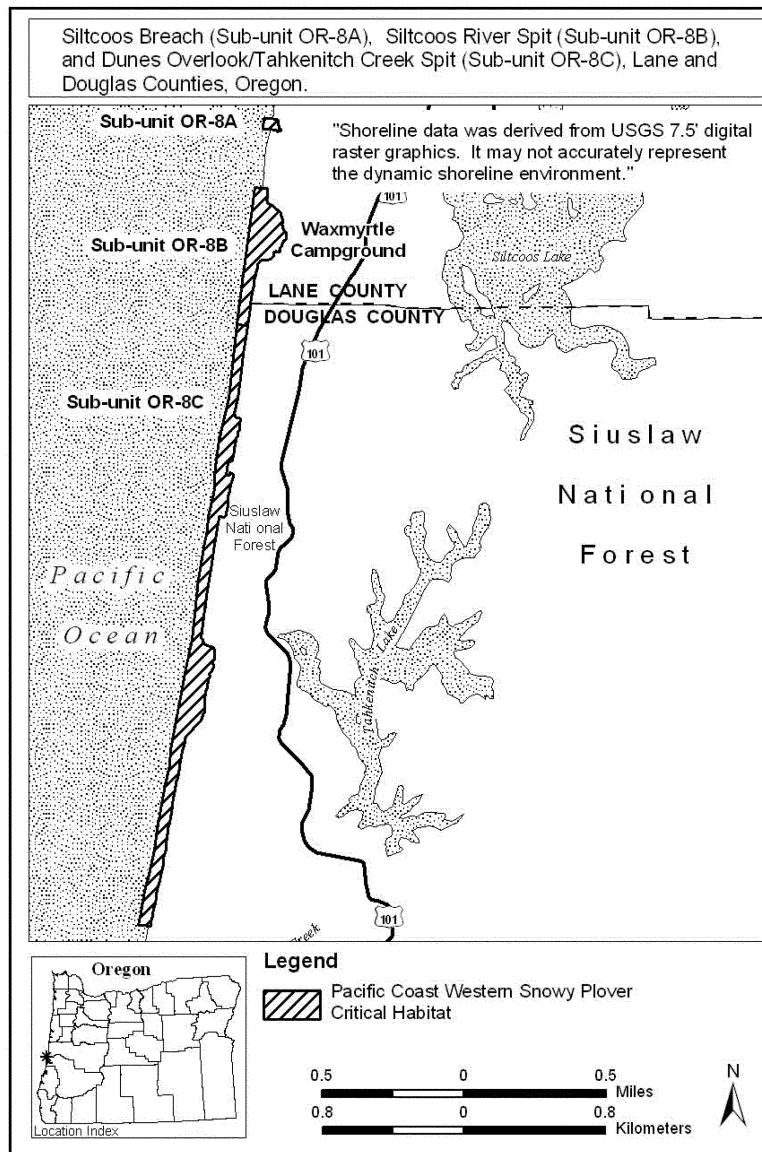 Siltcoos Breach (Sub-unit OR-8A), Siltcoos River Spit (Sub-unit OR-8B),
and Dunes Overlook/Tahkenitch Creek Spit (Sub-unit OR-8C), Lane and
Douglas Counties, Oregon.
Sub-unit OR-8A
"Shoreline data was derived from USGS 7.5' digital
raster graphics. It may not accurately represent
the dynamic shoreline environment."
101
Sub-unit OR-8B
Waxmyrtle
Campground
Siltcoos Lake
LANE COUNTY
DOUGLAS COUNTY
101
Sub-unit OR-8C
Siuslaw
National
Forest
Siuslaw
National
Forest
Pacific
Ocean
Tahkenitch Lake
101
Creek
Oregon
Location Index
Legend
Pacific Coast Western Snowy Plover
Critical Habitat
0.5 0 0.5
Miles
0.8 0 0.8
Kilometers
N